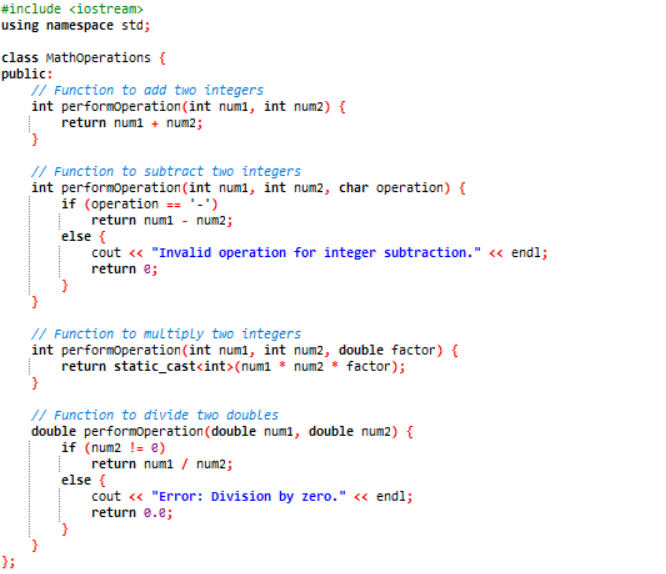 #include <iostream>
using namespace std;

class MathOperations {
public:
    // Function to add two integers
    int performOperation(int num1, int num2) {
        return num1 + num2;
    }

    // Function to subtract two integers
    int performOperation(int num1, int num2, char operation) {
        if (operation == '-')
            return num1 - num2;
        else {
            cout << "Invalid operation for integer subtraction." << endl;
            return 0;
        }
    }

    // Function to multiply two integers
    int performOperation(int num1, int num2, double factor) {
        return static_cast<int>(num1 * num2 * factor);
    }

    // Function to divide two doubles
    double performOperation(double num1, double num2) {
        if (num2 != 0)
            return num1 / num2;
        else {
            cout << "Error: Division by zero." << endl;
            return 0.0;
        }
    }
};